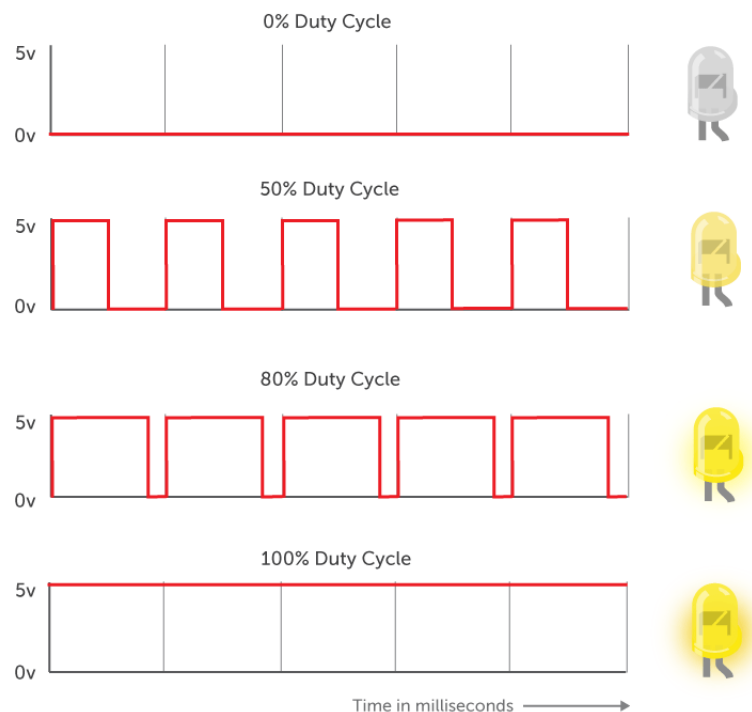 0% Duty Cycle
5v
0v
50% Duty Cycle
5v
0v
80% Duty Cycle
5v
0v
100% Duty Cycle
5v
0v
Time in milliseconds